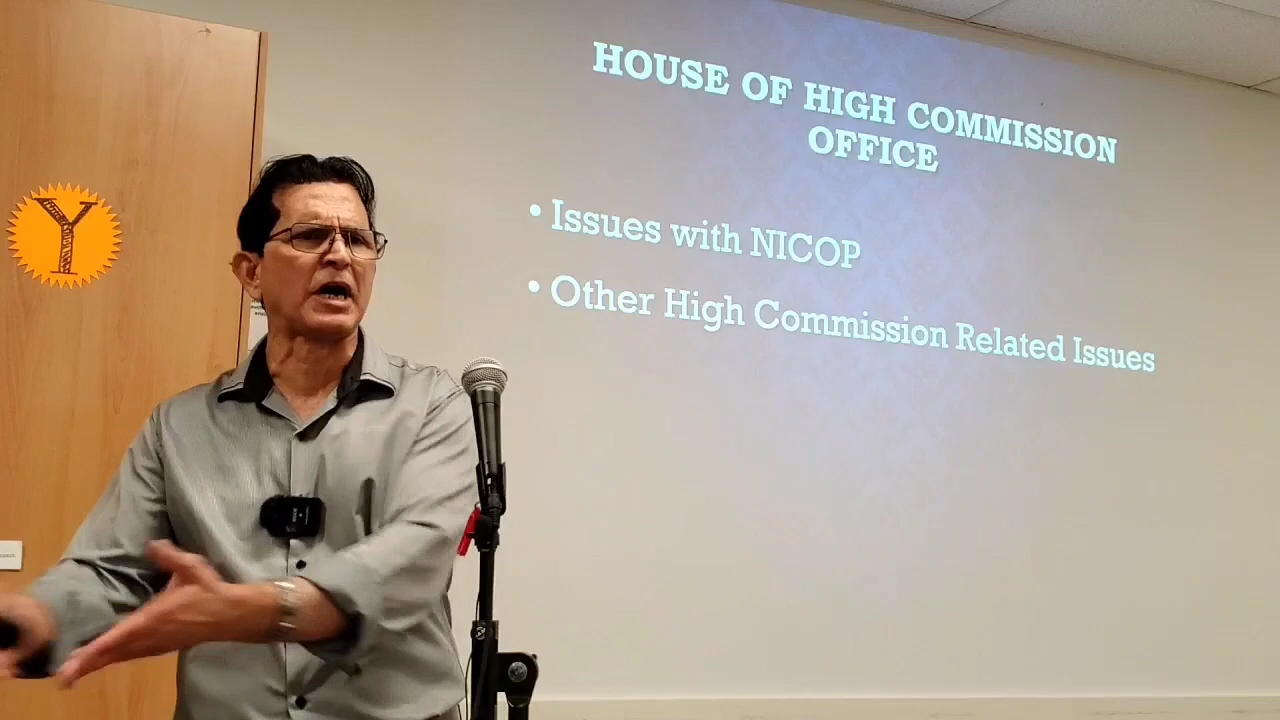 HOUSE OF HIGH COMMISSION
OFFICE
• Issues with NICOP
• Other High Commission Related Issues
Y